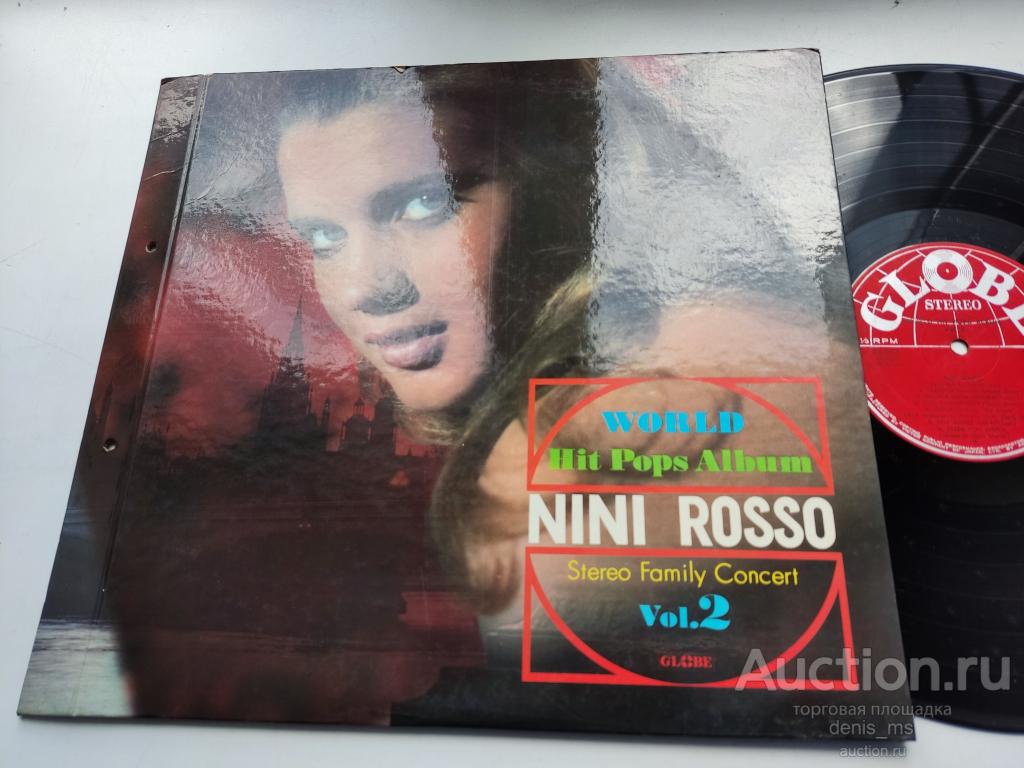 WORLD
Hit Pops Album
NINI ROSSO
Stereo Family Concert
Vol.2
GLOBE
GLOBE
STEREO
RPM
Auction.ru
торговая площадка
denis_ms
auction.ru